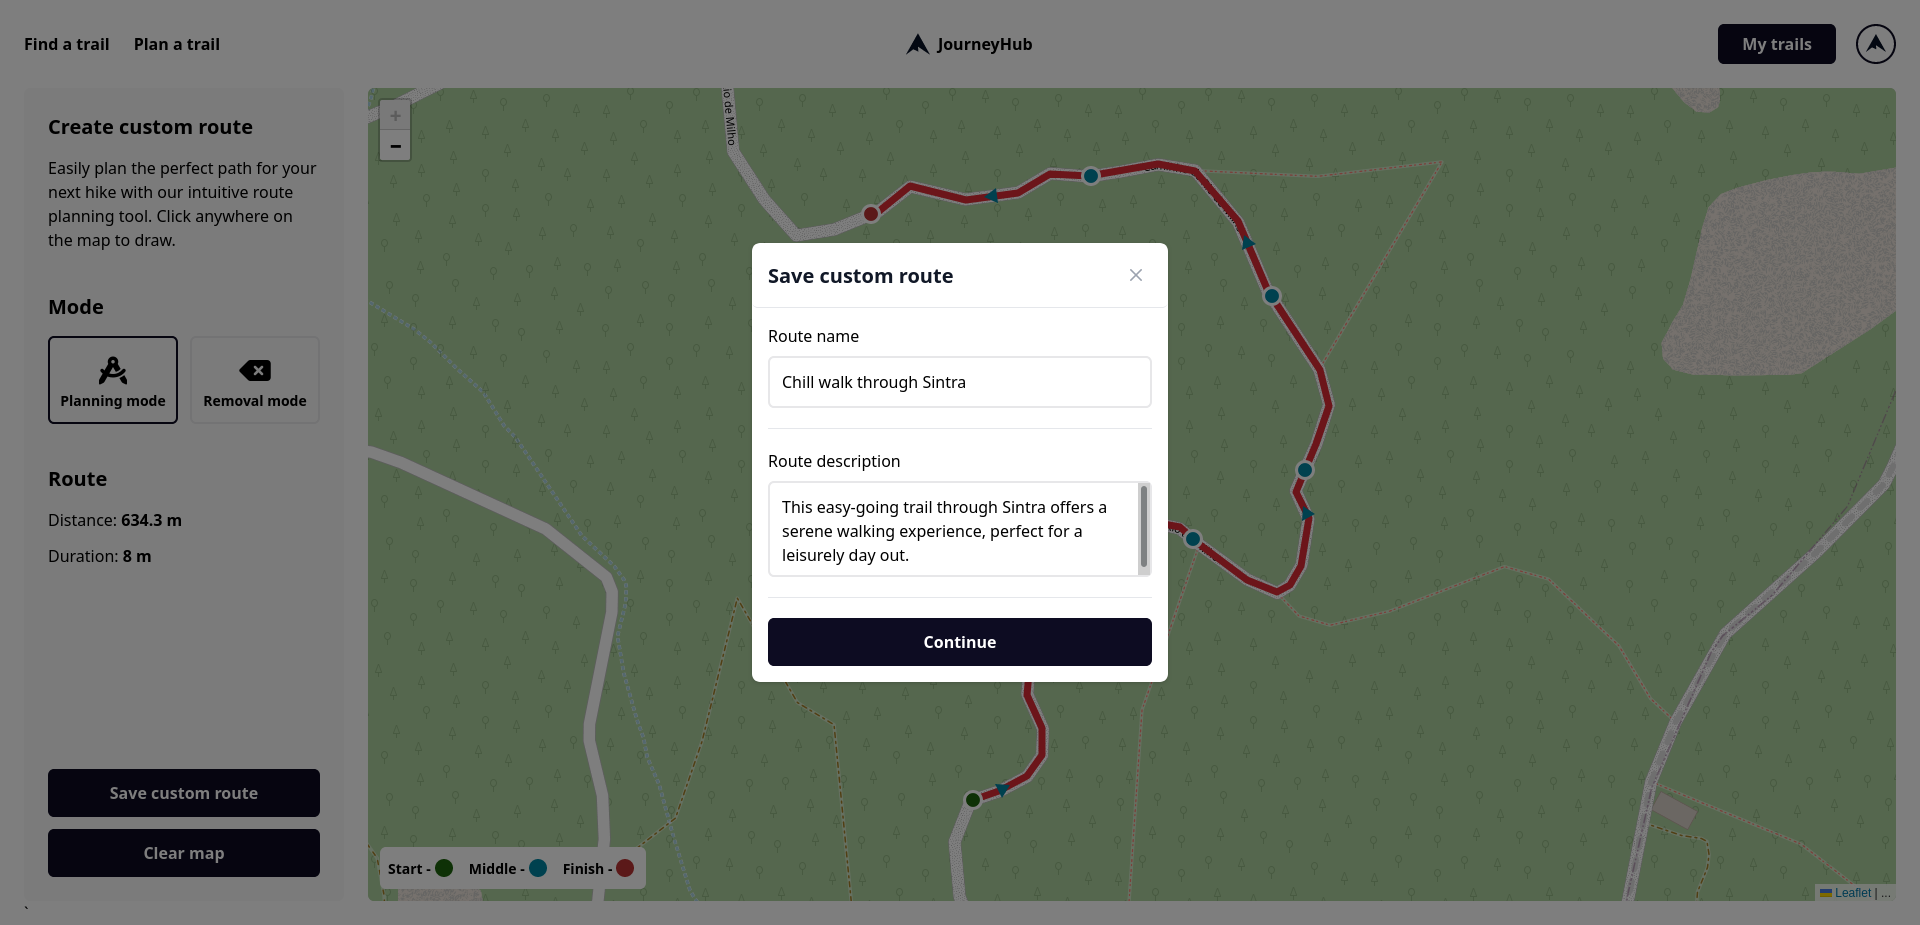 Find a trail
Plan a trail
JourneyHub
My trails
Create custom route
Easily plan the perfect path for your
next hike with our intuitive route
planning tool. Click anywhere on
the map to draw.
Mode
Planning mode
Removal mode
Route
Distance: 634.3 m
Duration: 8 m
Save custom route
Clear map
+
−
io de Milho
Save custom route
Route name
Chill walk through Sintra
Route description
This easy-going trail through Sintra offers a
serene walking experience, perfect for a
leisurely day out.
Continue
Start -
Middle -
Finish -
Leaflet | ...
`